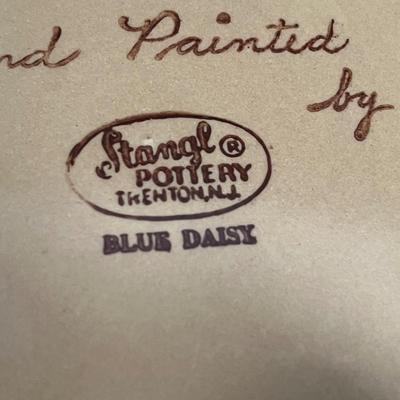 nd Painted
by
Stangl ®
POTTERY
TRENTON, N.J.
BLUE DAISY